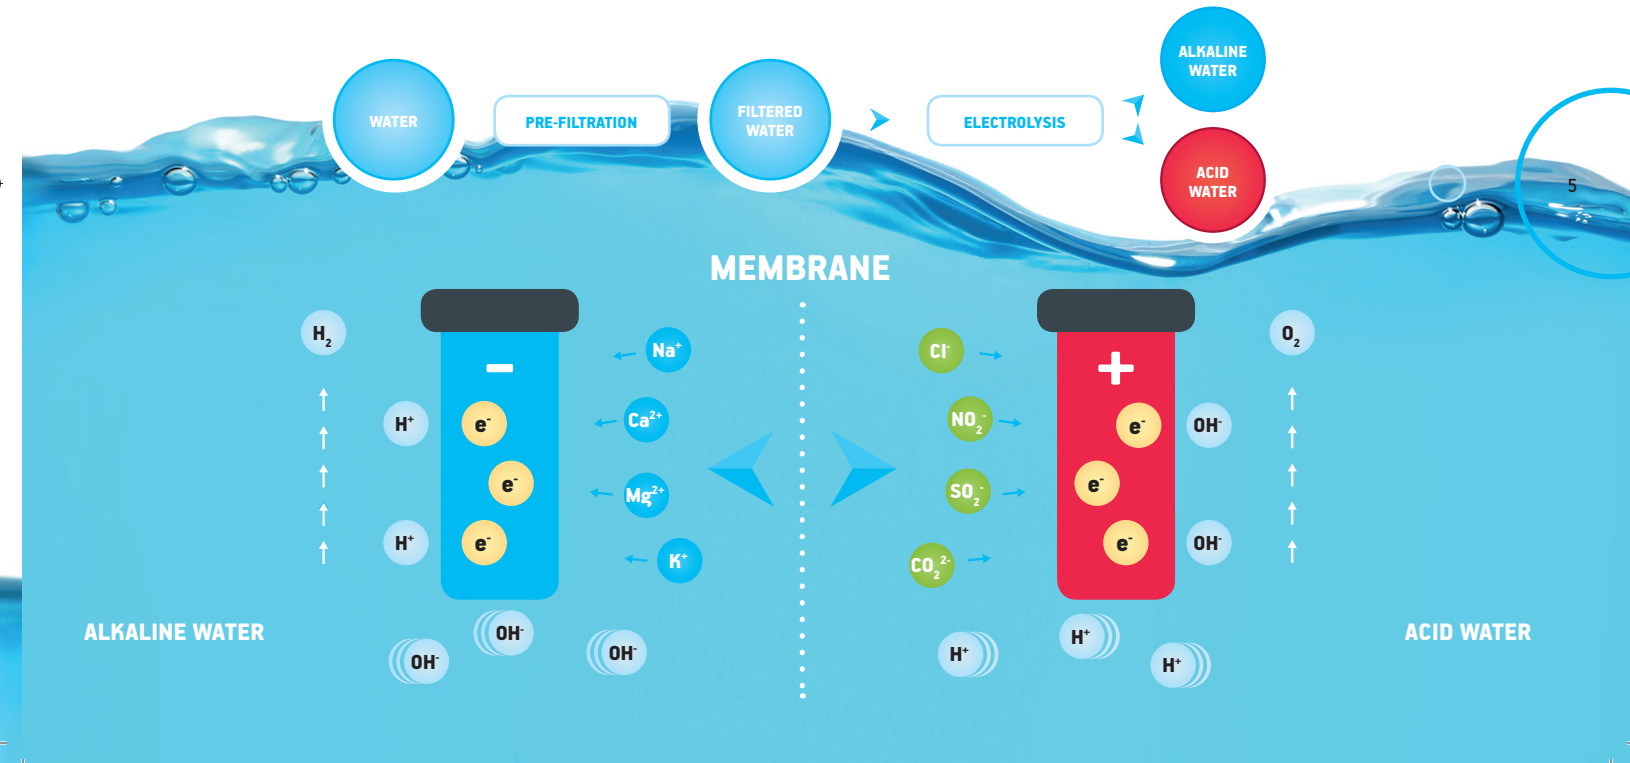 ALKALINE
WATER
WATER
PRE-FILTRATION
FILTERED
WATER
ELECTROLYSIS
ACID
WATER
5
MEMBRANE
H₂
−
Na⁺
Cl⁻
+
O₂
H⁺
e⁻
Ca²⁺
NO₂⁻
e⁻
OH⁻
e⁻
Mg²⁺
SO₂⁻
e⁻
H⁺
e⁻
K⁺
CO₂²⁻
e⁻
OH⁻
ALKALINE WATER
OH⁻
OH⁻
OH⁻
H⁺
H⁺
H⁺
ACID WATER